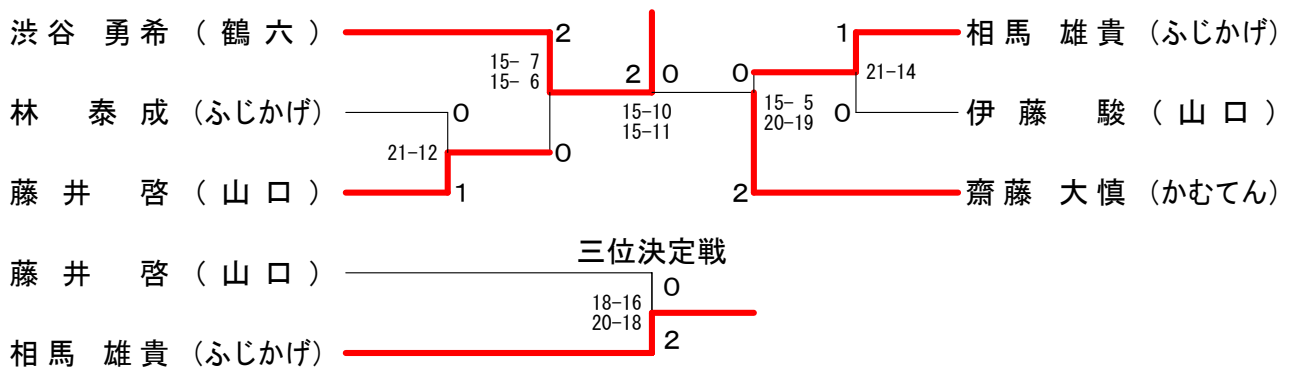 渋谷 勇希（鶴六） 2 1 相馬 雄貴（ふじかげ）
15- 7
15- 6
2 0 0 21-14
林 泰成（ふじかげ） 0 15-10
15-11 15- 5
20-19 0 伊藤 駿（山口）
21-12 0
藤井 啓（山口） 1 2 齋藤 大慎（かむてん）
三位決定戦
藤井 啓（山口） 0
18-16
20-18
相馬 雄貴（ふじかげ） 2